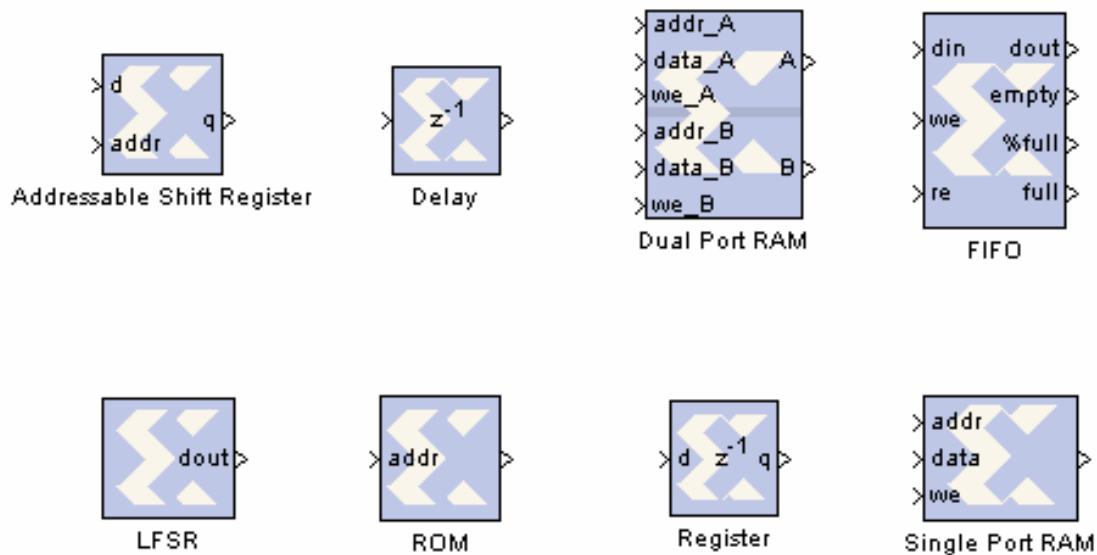 d
q
addr
Addressable Shift Register
z-1
Delay
addr_A
data_A
A
we_A
addr_B
data_B
B
we_B
Dual Port RAM
din
dout
empty
we
%full
re
full
FIFO
dout
LFSR
addr
ROM
d z-1 q
Register
addr
data
we
Single Port RAM